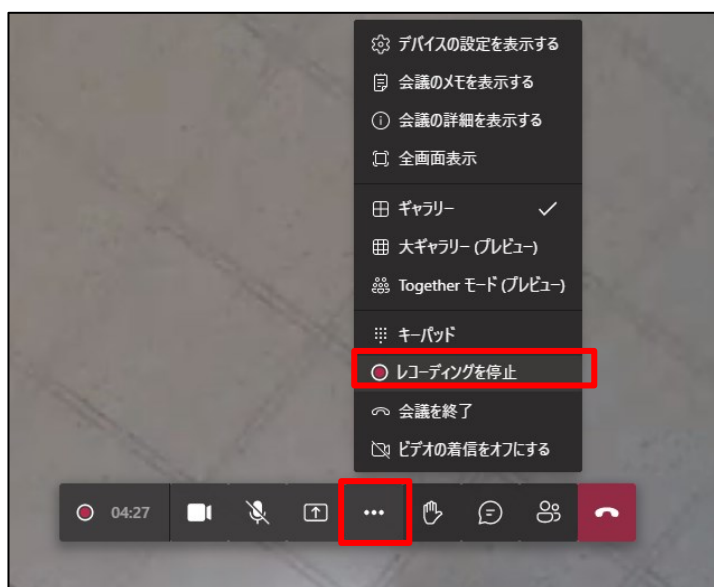 デバイスの設定を表示する
会議のメモを表示する
会議の詳細を表示する
全画面表示
ギャラリー
大ギャラリー (プレビュー)
Together モード (プレビュー)
キーパッド
レコーディングを停止
会議を終了
ビデオの着信をオフにする
04:27